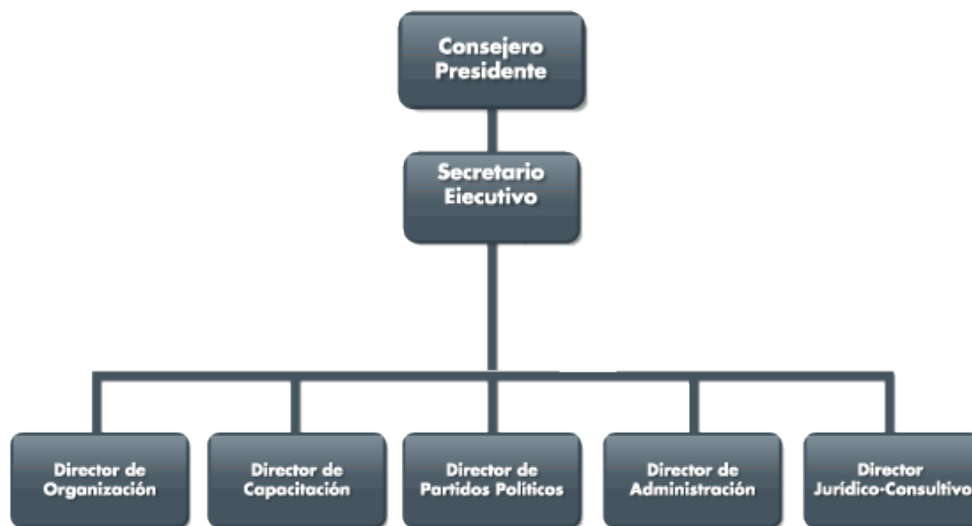 Consejero
Presidente
Secretario
Ejecutivo
Director de
Organización
Director de
Capacitación
Director de
Partidos Políticos
Director de
Administración
Director
Jurídico-Consultivo